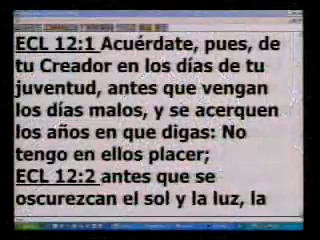 ECL 12:1 Acuérdate, pues, de
tu Creador en los días de tu
juventud, antes que vengan
los días malos, y se acerquen
los años en que digas: No
tengo en ellos placer;
ECL 12:2 antes que se
oscurezcan el sol y la luz, la